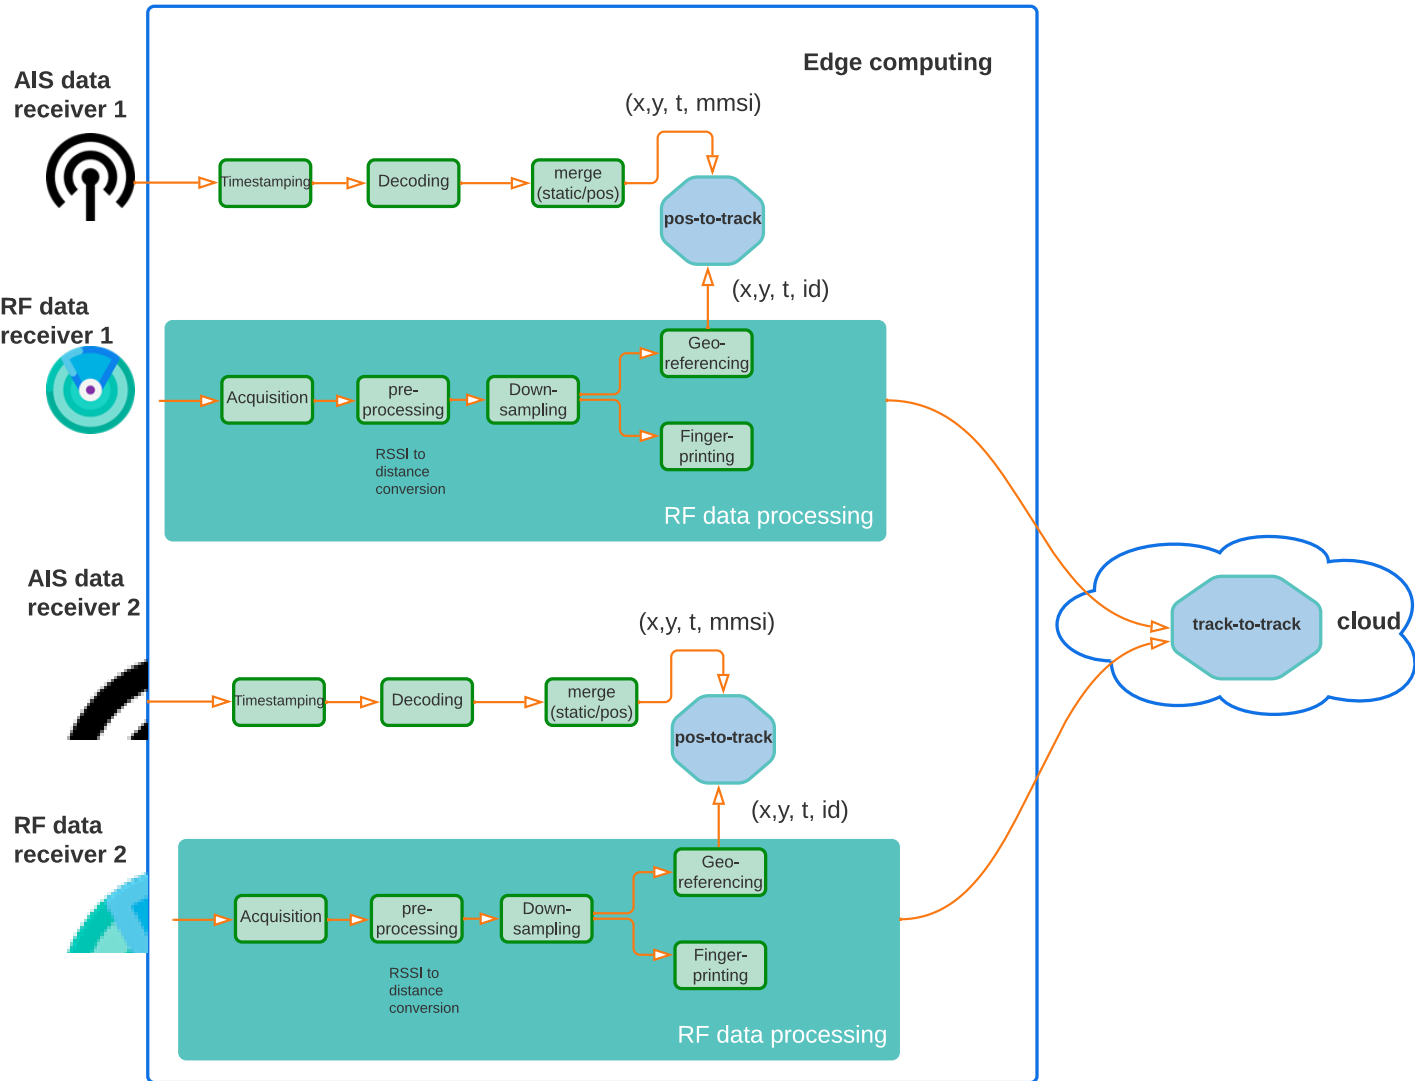 Edge computing
AIS data
receiver 1
(x,y, t, mmsi)
Timestamping
Decoding
merge
(static/pos)
pos-to-track
(x,y, t, id)
RF data
receiver 1
Acquisition
pre-
processing
Down-
sampling
Geo-
referencing
Finger-
printing
RSSI to
distance
conversion
RF data processing
AIS data
receiver 2
(x,y, t, mmsi)
Timestamping
Decoding
merge
(static/pos)
pos-to-track
(x,y, t, id)
RF data
receiver 2
Acquisition
pre-
processing
Down-
sampling
Geo-
referencing
Finger-
printing
RSSI to
distance
conversion
RF data processing
track-to-track
cloud